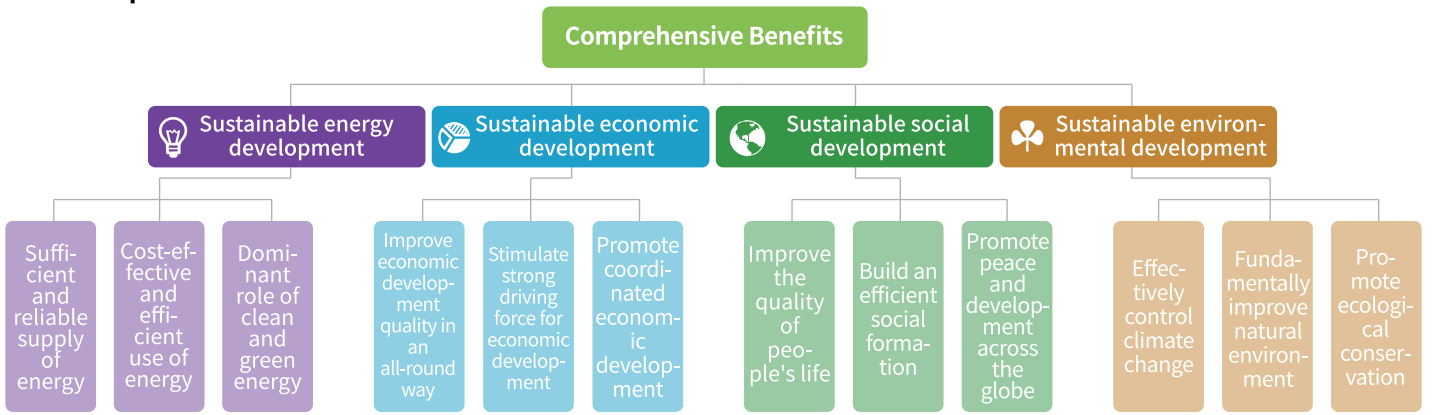 Comprehensive Benefits
Sustainable energy
development
Sustainable economic
development
Sustainable social
development
Sustainable environ-
mental development
Suffi-
cient
and
reliable
supply
of
energy
Cost-ef-
fective
and
effi-
cient
use of
energy
Domi-
nant
role of
clean
and
green
energy
Improve
economic
develop-
ment
quality in
an
all-round
way
Stimulate
strong
driving
force for
economic
develop-
ment
Promote
coordi-
nated
econom-
ic
develop-
ment
Improve
the
quality
of
peo-
ple's life
Build an
efficient
social
forma-
tion
Promote
peace
and
develop-
ment
across
the
globe
Effec-
tively
control
climate
change
Funda-
mentally
improve
natural
environ-
ment
Pro-
mote
ecologi-
cal
conser-
vation